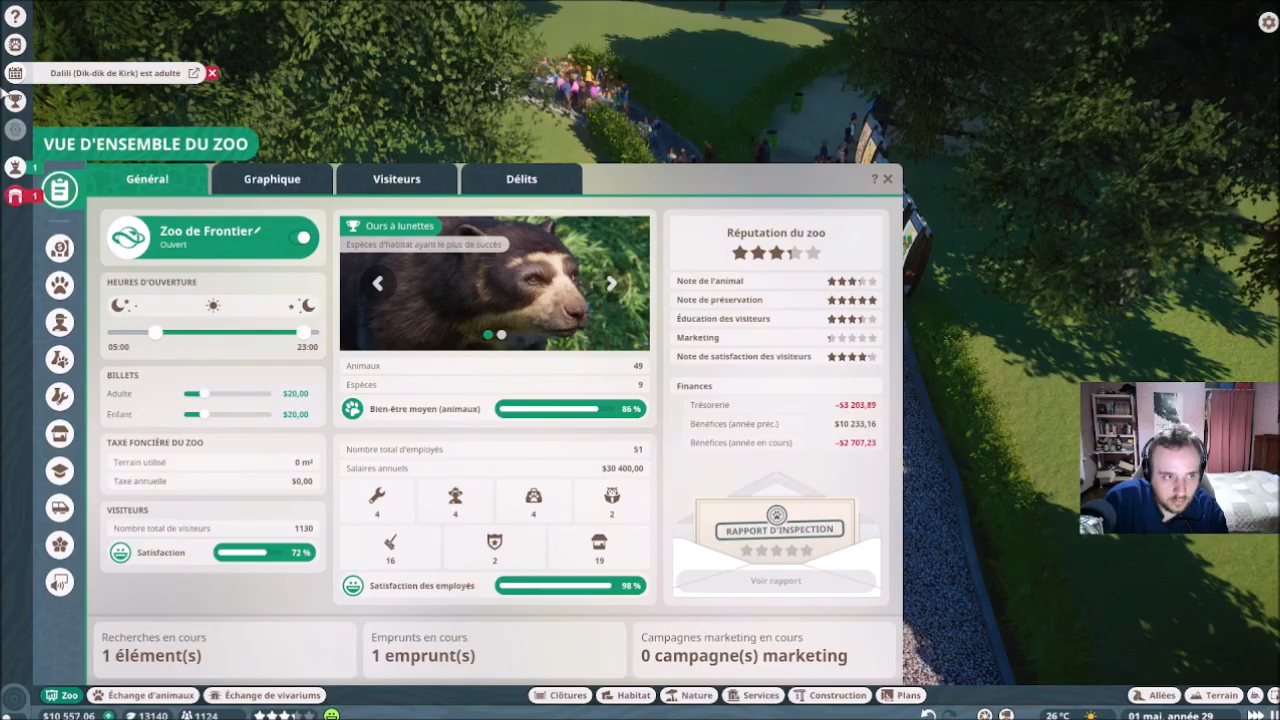 Dalili (Dik-dik de Kirk) est adulte
VUE D'ENSEMBLE DU ZOO
1
1
Général
Graphique
Visiteurs
Délits
?
Zoo de Frontier
Ouvert
HEURES D'OUVERTURE
05:00
23:00
BILLETS
Adulte
$20,00
Enfant
$20,00
TAXE FONCIÈRE DU ZOO
Terrain utilisé
0 m²
Taxe annuelle
$0,00
VISITEURS
Nombre total de visiteurs
1130
Satisfaction
72 %
Ours à lunettes
Espèces d'habitat ayant le plus de succès
Animaux
49
Espèces
9
Bien-être moyen (animaux)
86 %
Nombre total d'employés
51
Salaires annuels
$30 400,00
4
4
4
2
16
2
19
Satisfaction des employés
98 %
Réputation du zoo
Note de l'animal
Note de préservation
Éducation des visiteurs
Marketing
Note de satisfaction des visiteurs
Finances
Trésorerie
–$3 203,89
Bénéfices (année préc.)
$10 233,16
Bénéfices (année en cours)
–$2 707,23
RAPPORT D'INSPECTION
Voir rapport
Recherches en cours
1 élément(s)
Emprunts en cours
1 emprunt(s)
Campagnes marketing en cours
0 campagne(s) marketing
Zoo
Échange d'animaux
Échange de vivariums
Clôtures
Habitat
Nature
Services
Construction
Plans
Allées
Terrain
$10 557,06
13140
1124
26°C
01 mai, année 29